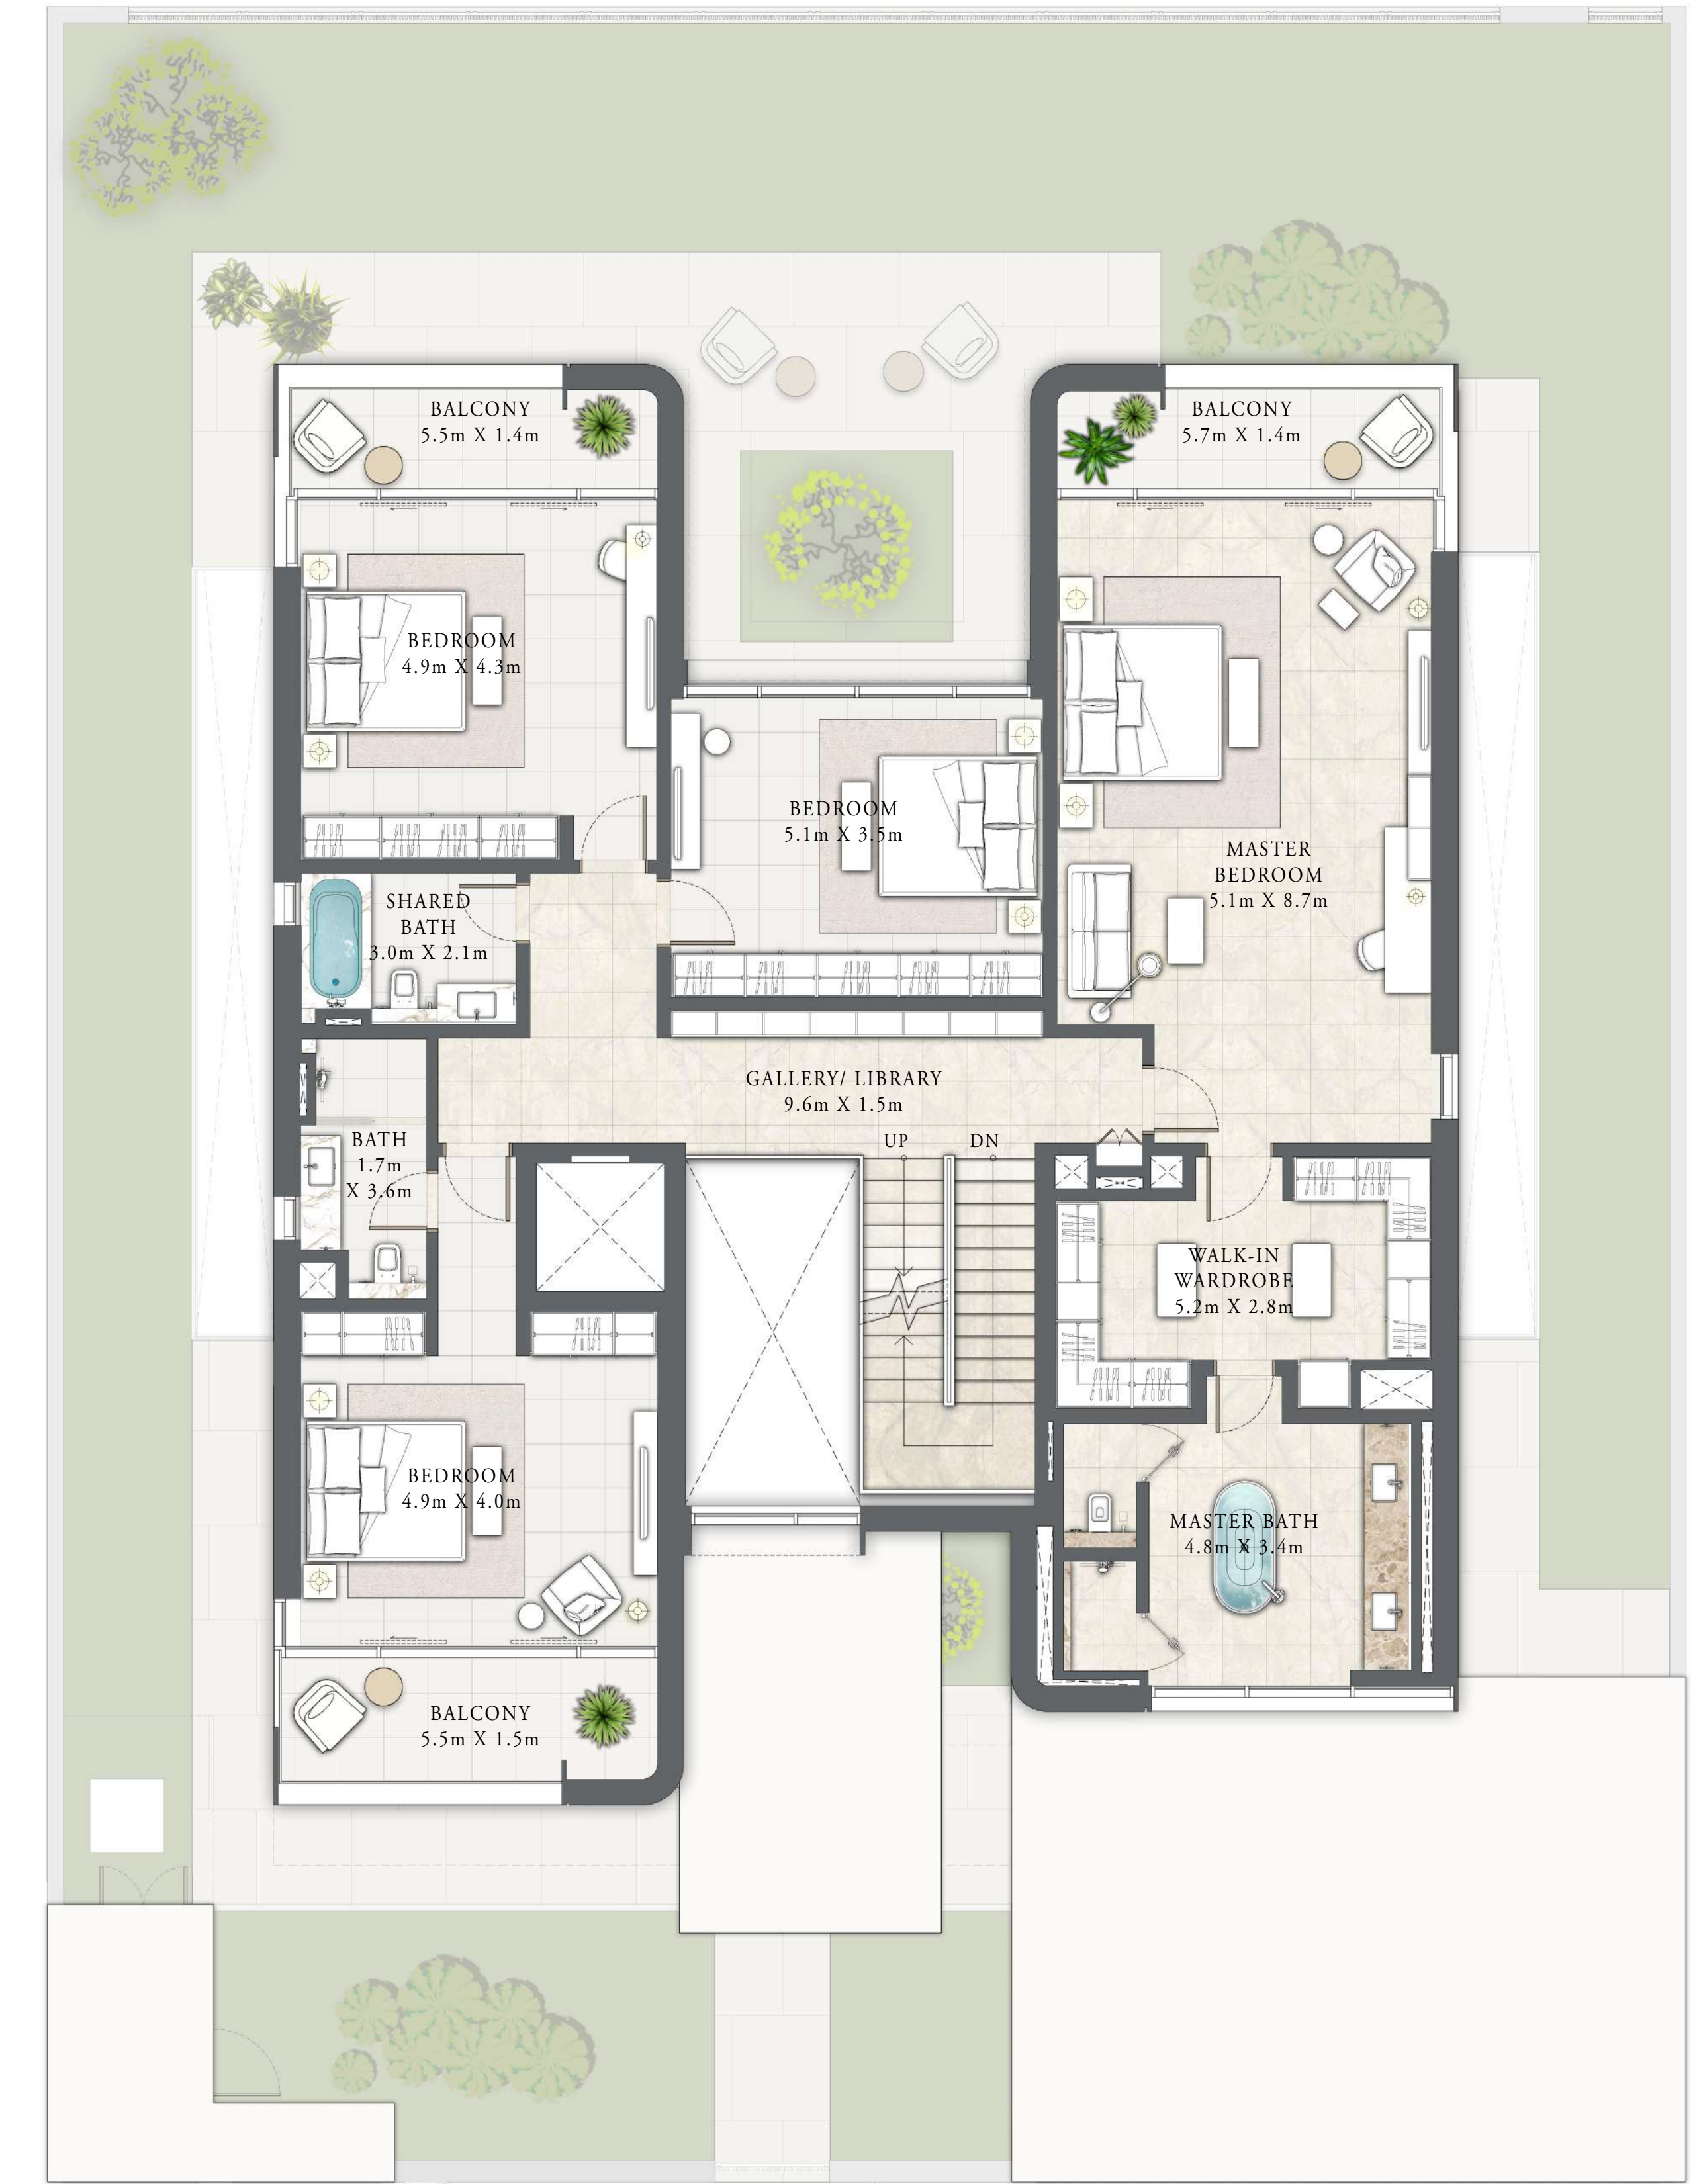 BALCONY
5.5m X 1.4m
BALCONY
5.7m X 1.4m
BEDROOM
4.9m X 4.3m
BEDROOM
5.1m X 3.5m
MASTER
BEDROOM
5.1m X 8.7m
SHARED
BATH
3.0m X 2.1m
GALLERY/ LIBRARY
9.6m X 1.5m
UP
DN
BATH
1.7m
X 3.6m
WALK-IN
WARDROBE
5.2m X 2.8m
BEDROOM
4.9m X 4.0m
MASTER BATH
4.8m X 3.4m
BALCONY
5.5m X 1.5m